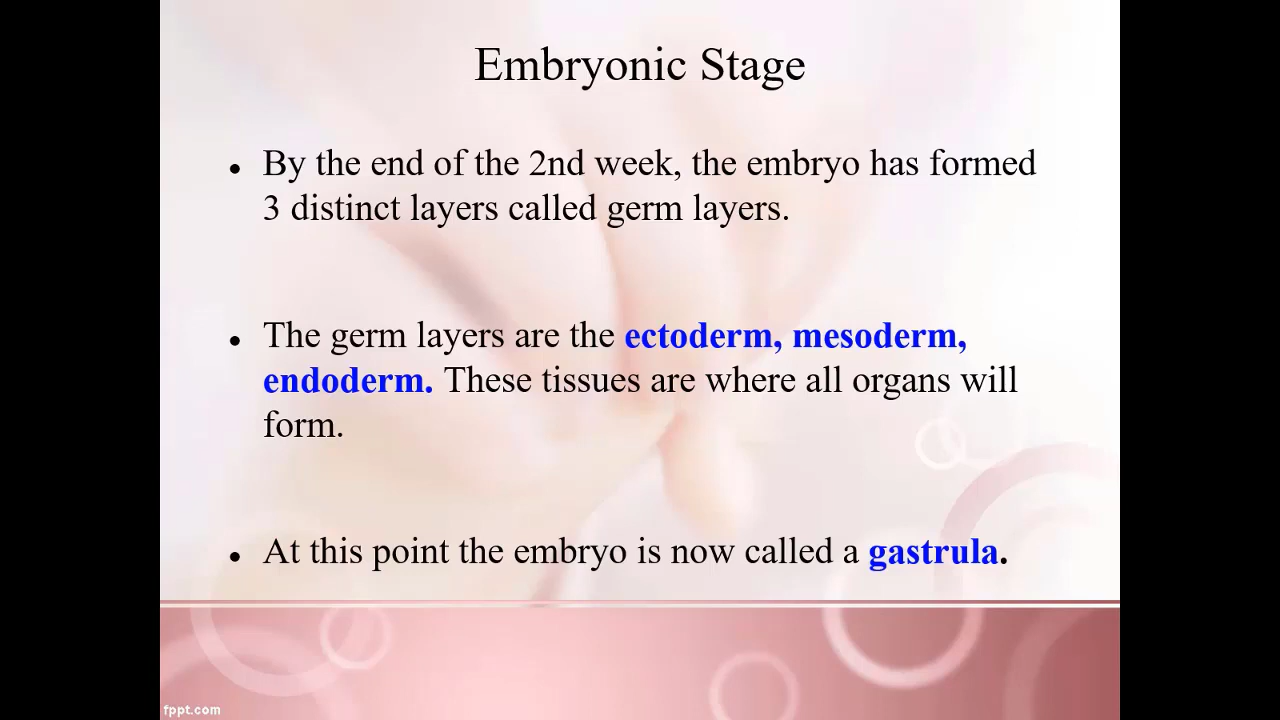 Embryonic Stage
• By the end of the 2nd week, the embryo has formed
3 distinct layers called germ layers.
• The germ layers are the ectoderm, mesoderm,
endoderm. These tissues are where all organs will
form.
• At this point the embryo is now called a gastrula.
fppt.com